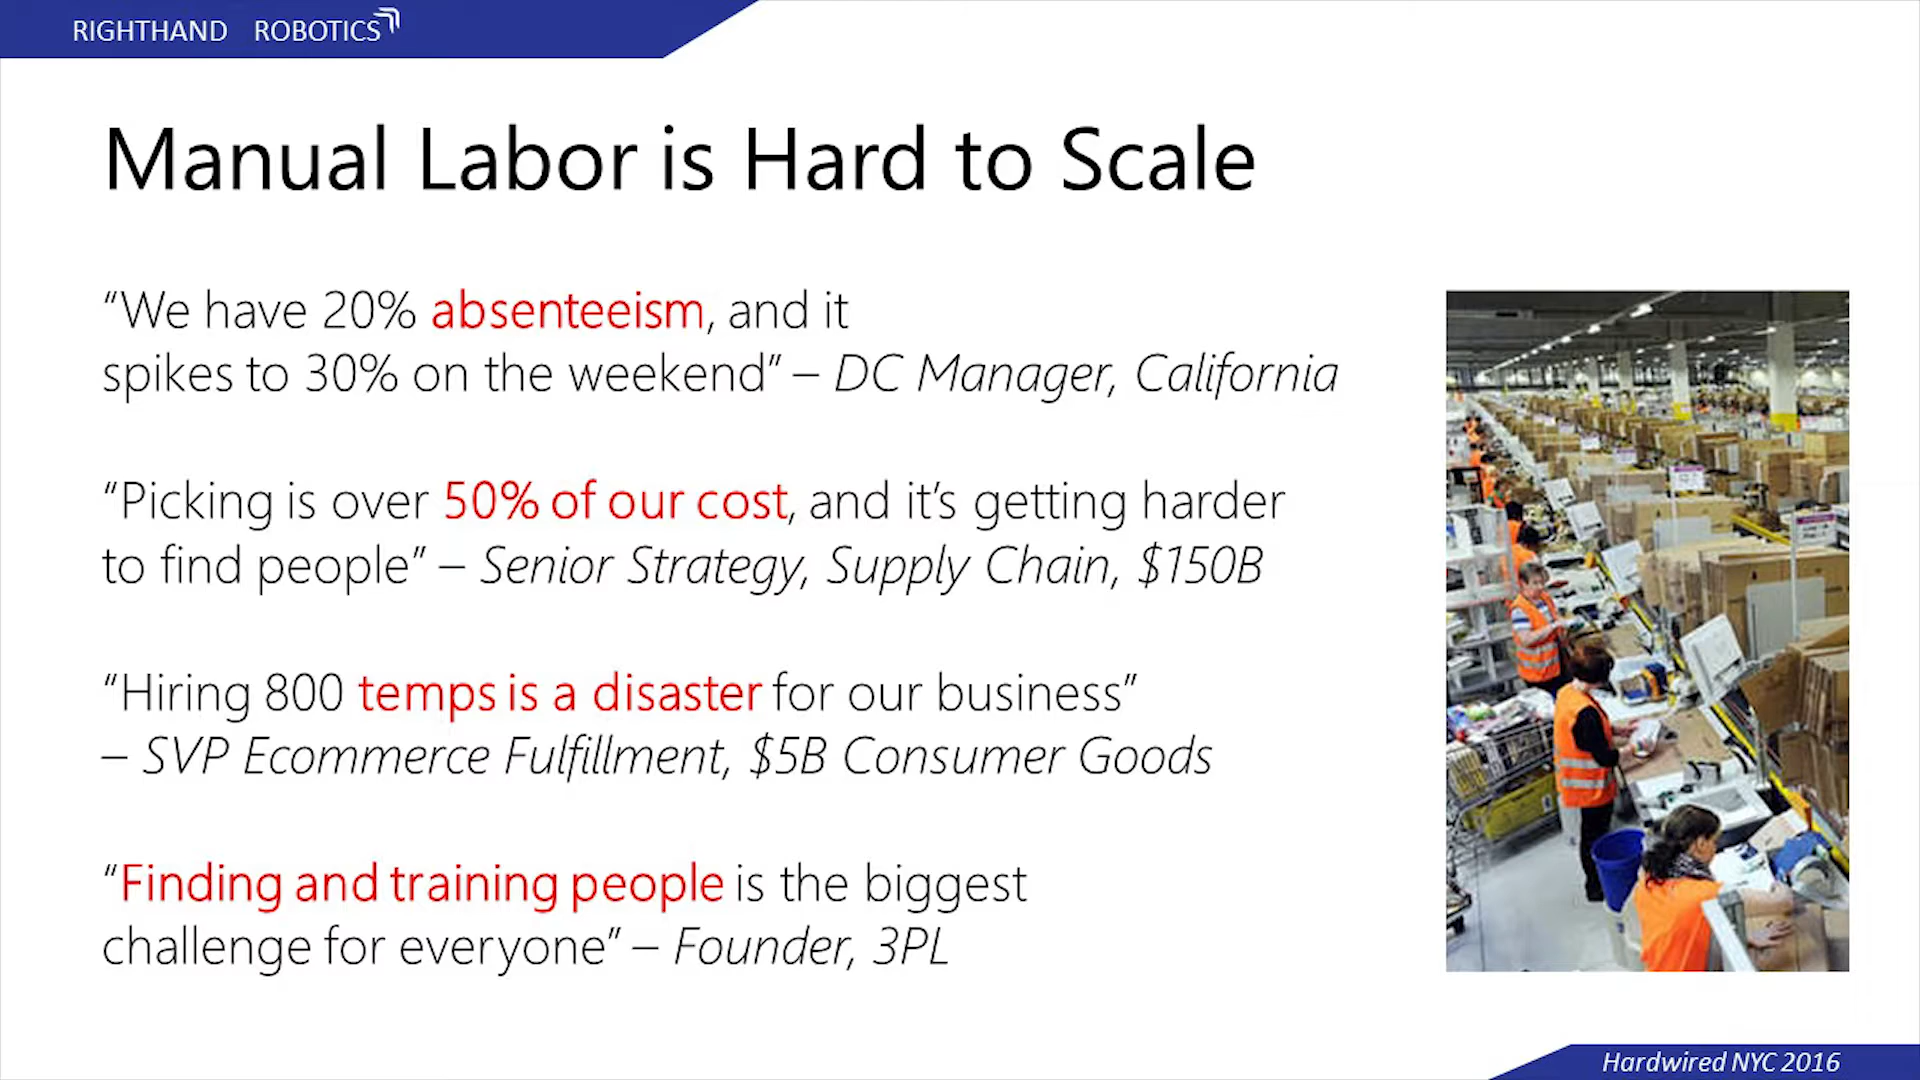 RIGHTHAND ROBOTICS
Manual Labor is Hard to Scale
“We have 20% absenteeism, and it
spikes to 30% on the weekend” – DC Manager, California
“Picking is over 50% of our cost, and it’s getting harder
to find people” – Senior Strategy, Supply Chain, $150B
“Hiring 800 temps is a disaster for our business”
– SVP Ecommerce Fulfillment, $5B Consumer Goods
“Finding and training people is the biggest
challenge for everyone” – Founder, 3PL
Hardwired NYC 2016